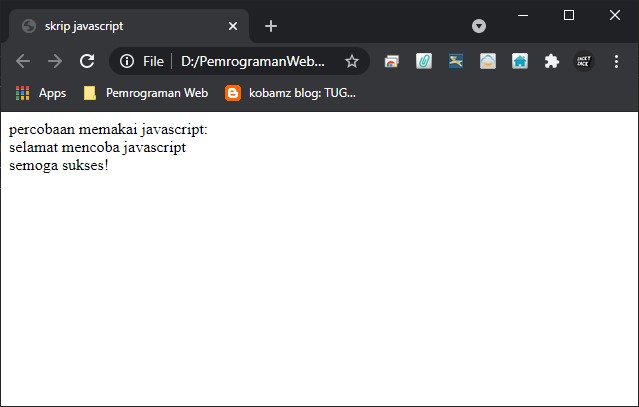 skrip javascript
File D:/PemrogramanWeb...
Apps Pemrograman Web kobamz blog: TUG...
percobaan memakai javascript:
selamat mencoba javascript
semoga sukses!